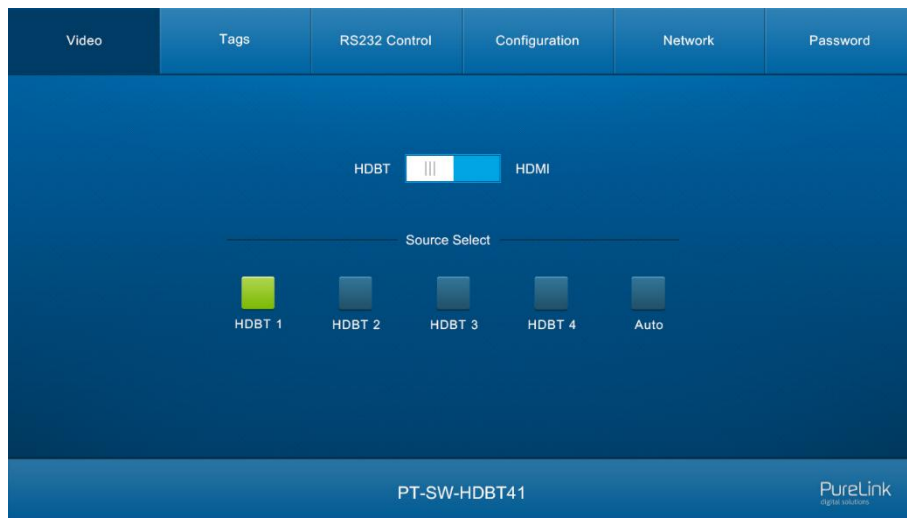 Video Tags RS232 Control Configuration Network Password
HDBT HDMI
Source Select
HDBT 1 HDBT 2 HDBT 3 HDBT 4 Auto
PT-SW-HDBT41
PureLink
digital solutions